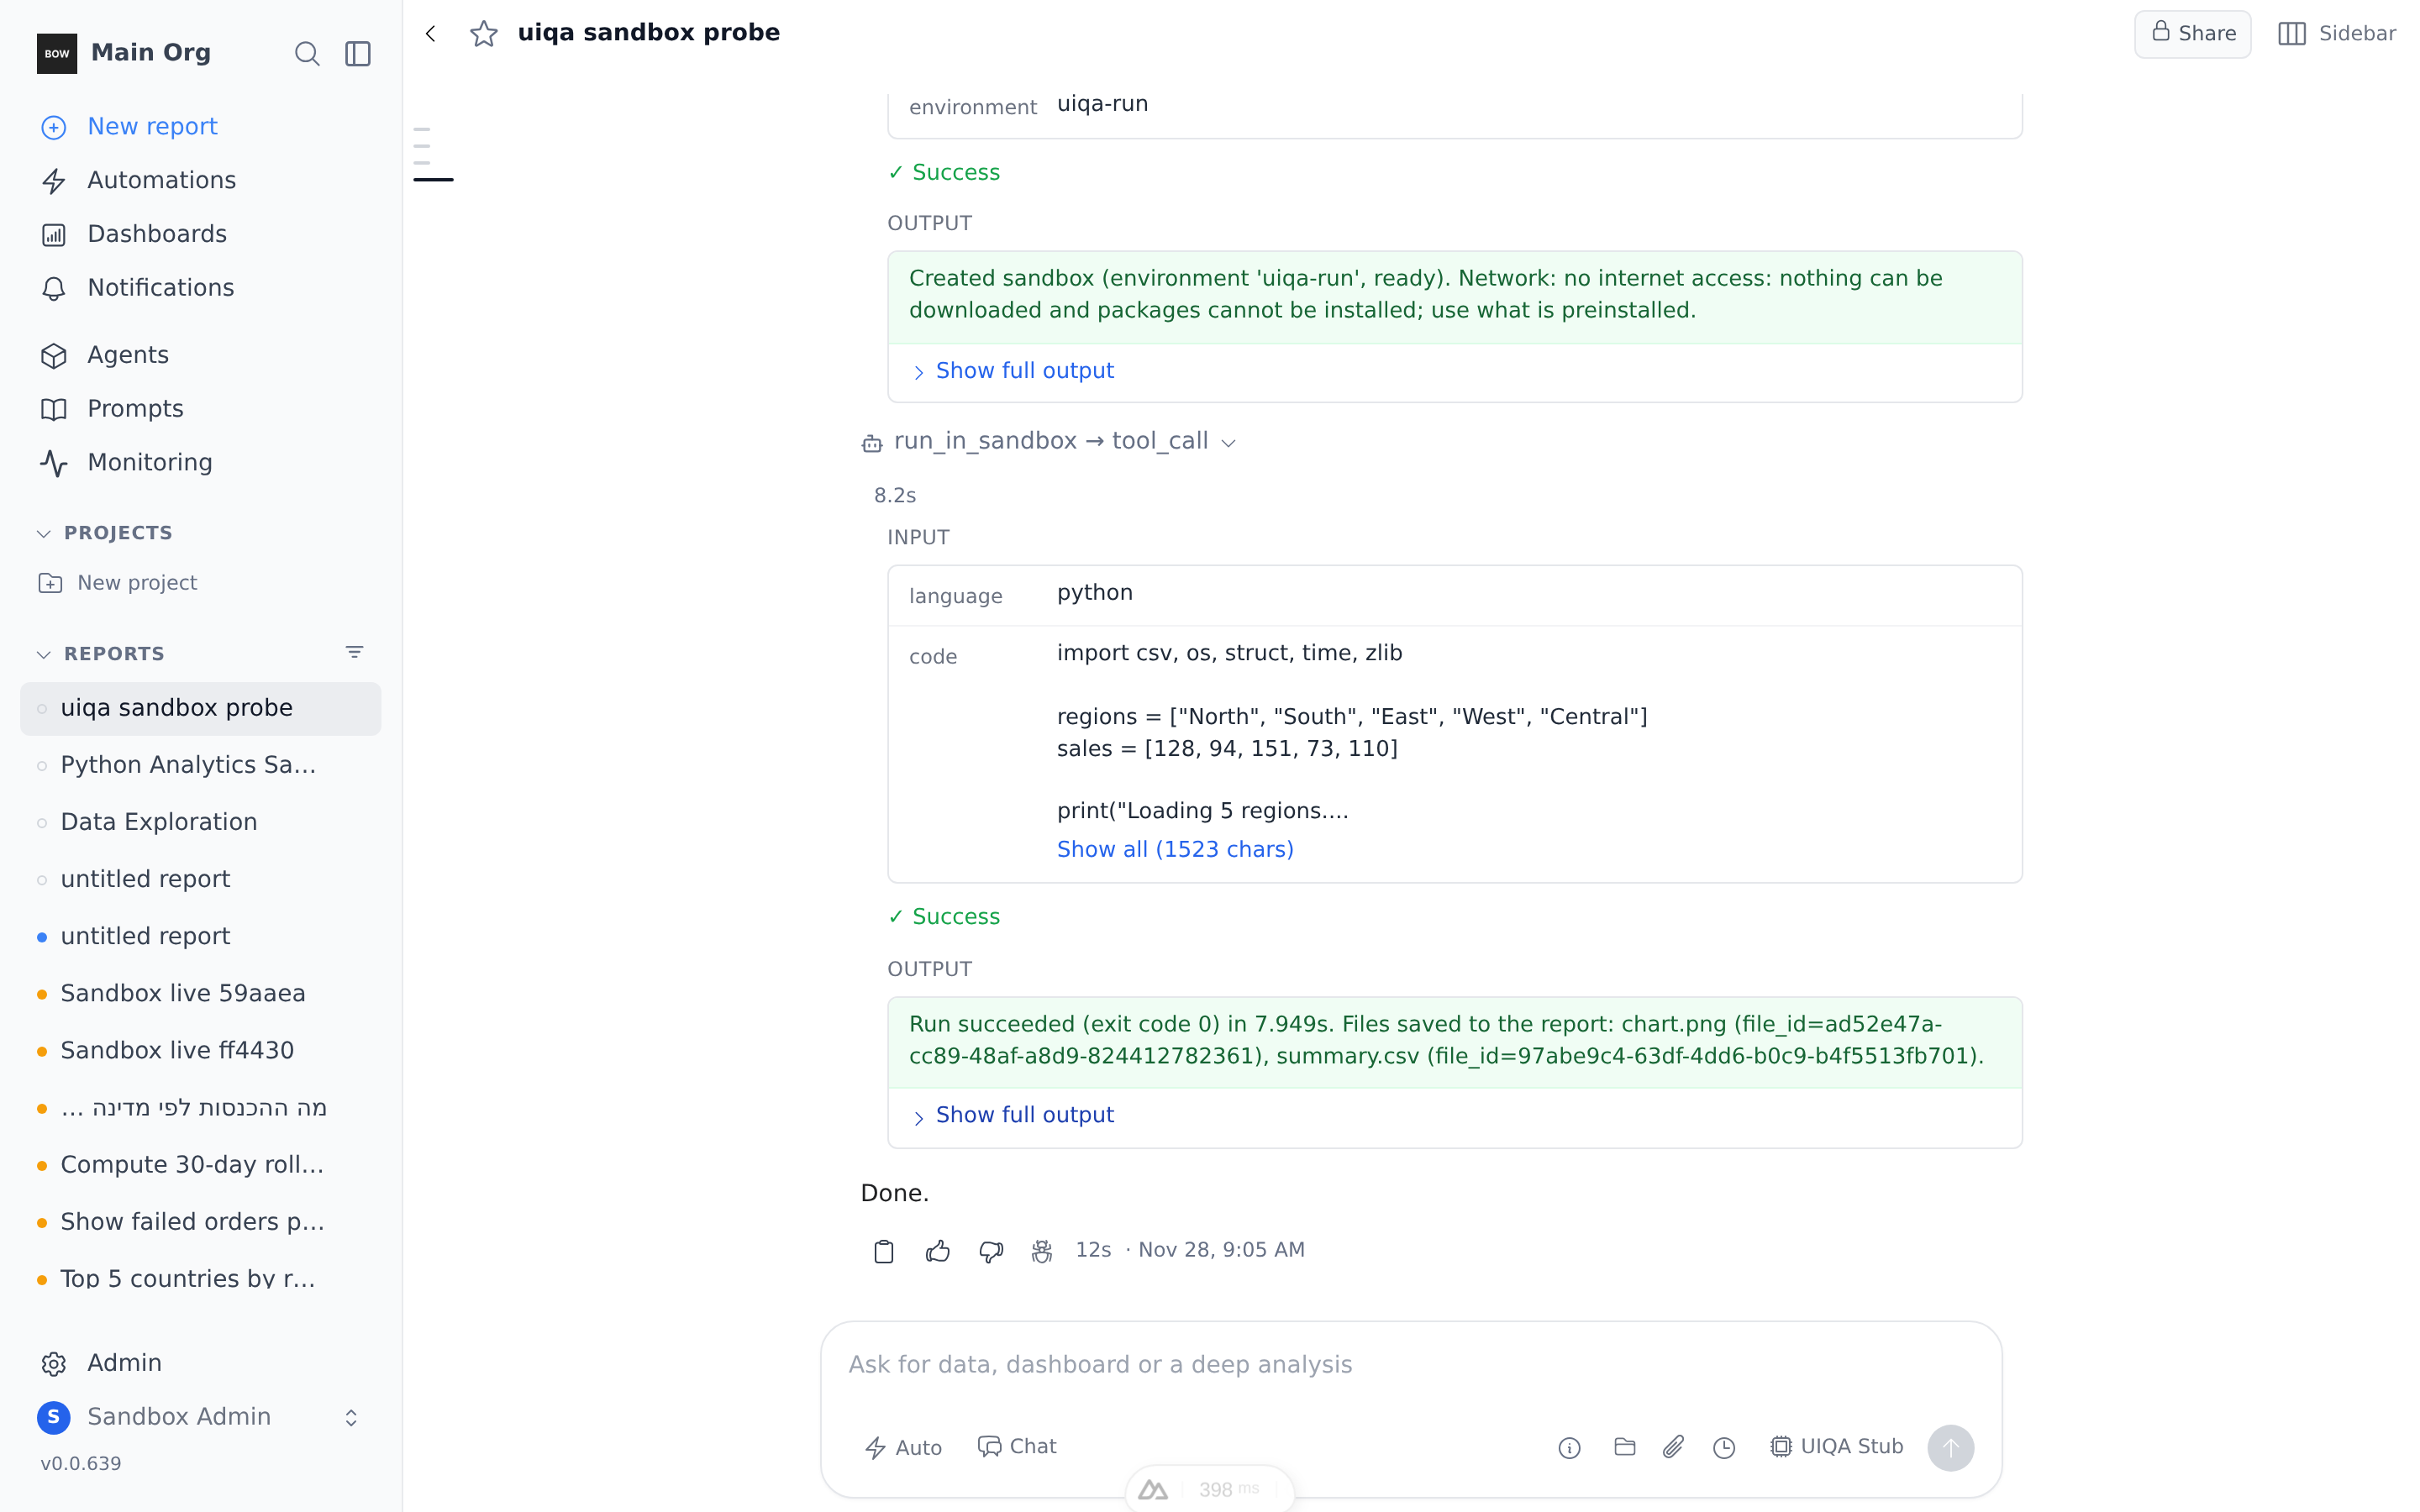 BOW
Main Org
New report
Automations
Dashboards
Notifications
Agents
Prompts
Monitoring
PROJECTS
New project
REPORTS
uiqa sandbox probe
Python Analytics Sa...
Data Exploration
untitled report
untitled report
Sandbox live 59aaea
Sandbox live ff4430
מה ההכנסות לפי מדינה ...
Compute 30-day roll...
Show failed orders p...
Top 5 countries by r...
Admin
S
Sandbox Admin
v0.0.639
uiqa sandbox probe
Share
Sidebar
environment uiqa-run
✓ Success
OUTPUT
Created sandbox (environment 'uiqa-run', ready). Network: no internet access: nothing can be
downloaded and packages cannot be installed; use what is preinstalled.
Show full output
run_in_sandbox → tool_call
8.2s
INPUT
language python
code import csv, os, struct, time, zlib
regions = ["North", "South", "East", "West", "Central"]
sales = [128, 94, 151, 73, 110]
print("Loading 5 regions....
Show all (1523 chars)
✓ Success
OUTPUT
Run succeeded (exit code 0) in 7.949s. Files saved to the report: chart.png (file_id=ad52e47a-
cc89-48af-a8d9-824412782361), summary.csv (file_id=97abe9c4-63df-4dd6-b0c9-b4f5513fb701).
Show full output
Done.
12s · Nov 28, 9:05 AM
Ask for data, dashboard or a deep analysis
Auto
Chat
UIQA Stub
398 ms